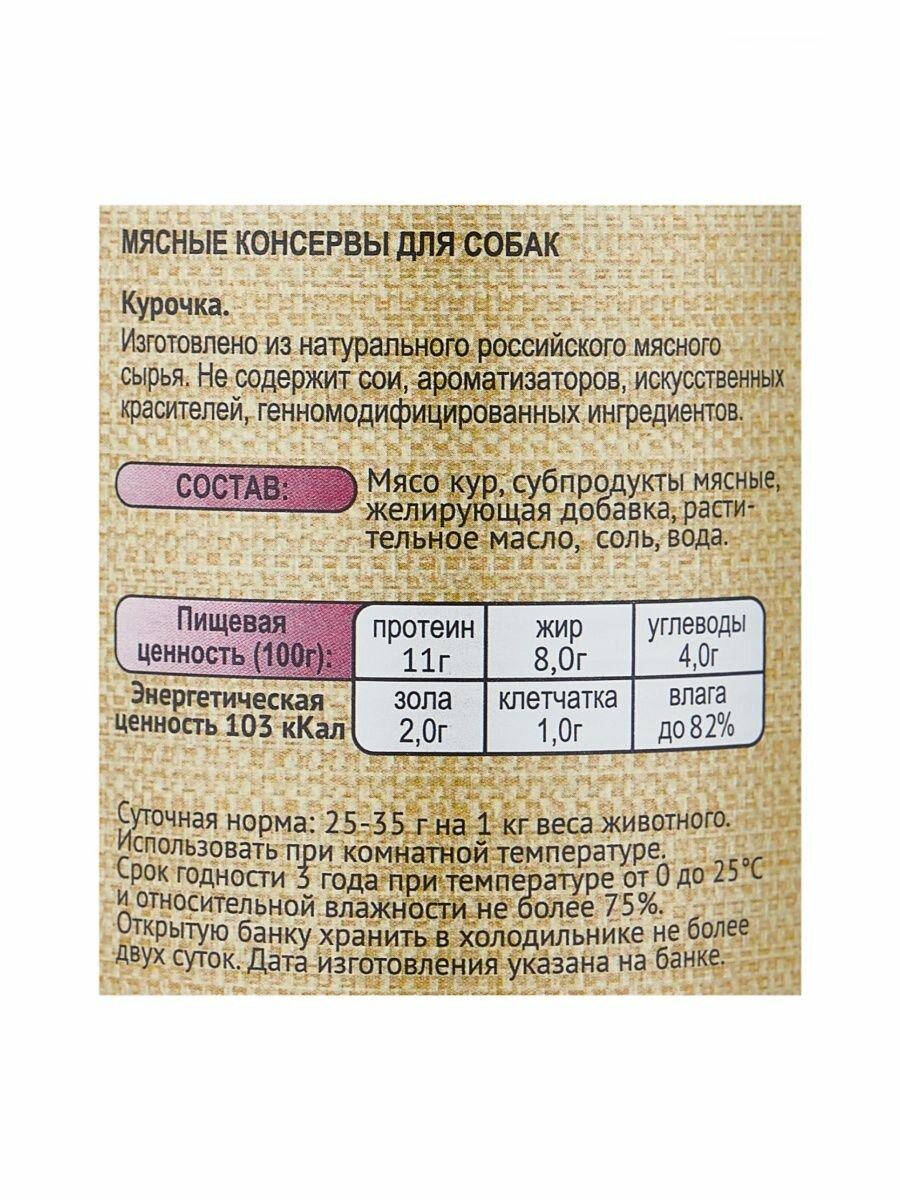 МЯСНЫЕ КОНСЕРВЫ ДЛЯ СОБАК
Курочка.
Изготовлено из натурального российского мясного
сырья. Не содержит сои, ароматизаторов, искусственных
красителей, генномодифицированных ингредиентов.
СОСТАВ: Мясо кур, субпродукты мясные,
желирующая добавка, расти-
тельное масло, соль, вода.
Пищевая
ценность (100г):
протеин
11г
жир
8,0г
углеводы
4,0г
Энергетическая
ценность 103 кКал
зола
2,0г
клетчатка
1,0г
влага
до 82%
Суточная норма: 25-35 г на 1 кг веса животного.
Использовать при комнатной температуре.
Срок годности 3 года при температуре от 0 до 25°С
и относительной влажности не более 75%.
Открытую банку хранить в холодильнике не более
двух суток. Дата изготовления указана на банке.